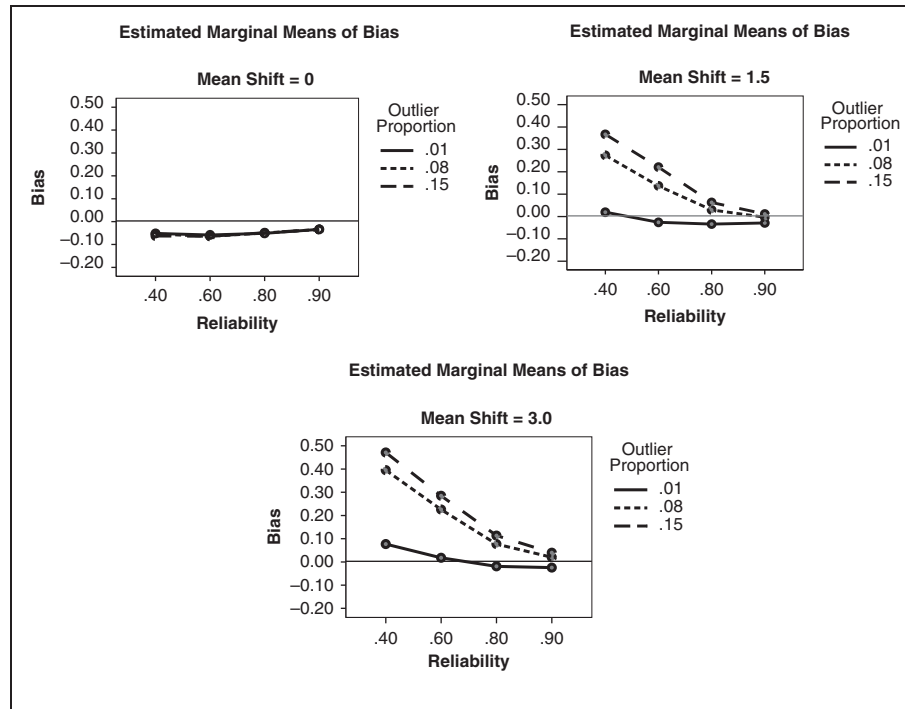 Estimated Marginal Means of Bias
Mean Shift = 0
0.50
0.40
0.30
0.20
0.10
0.00
–0.10
–0.20
Bias
.40 .60 .80 .90
Reliability
Outlier
Proportion
.01
.08
.15
Estimated Marginal Means of Bias
Mean Shift = 1.5
0.50
0.40
0.30
0.20
0.10
0.00
–0.10
–0.20
Bias
.40 .60 .80 .90
Reliability
Outlier
Proportion
.01
.08
.15
Estimated Marginal Means of Bias
Mean Shift = 3.0
0.50
0.40
0.30
0.20
0.10
0.00
–0.10
–0.20
Bias
.40 .60 .80 .90
Reliability
Outlier
Proportion
.01
.08
.15